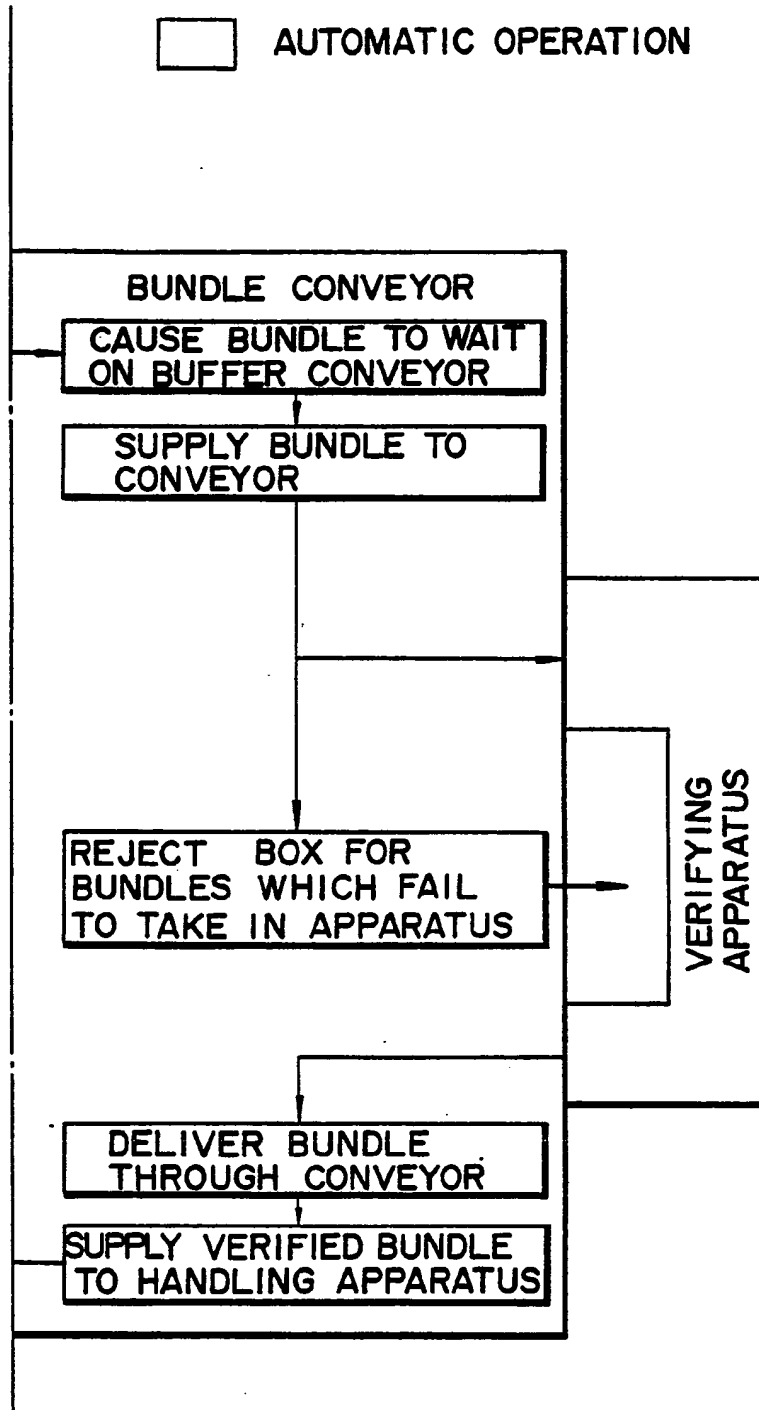 AUTOMATIC OPERATION
BUNDLE CONVEYOR
CAUSE BUNDLE TO WAIT
ON BUFFER CONVEYOR
SUPPLY BUNDLE TO
CONVEYOR
REJECT BOX FOR
BUNDLES WHICH FAIL
TO TAKE IN APPARATUS
VERIFYING
APPARATUS
DELIVER BUNDLE
THROUGH CONVEYOR
SUPPLY VERIFIED BUNDLE
TO HANDLING APPARATUS